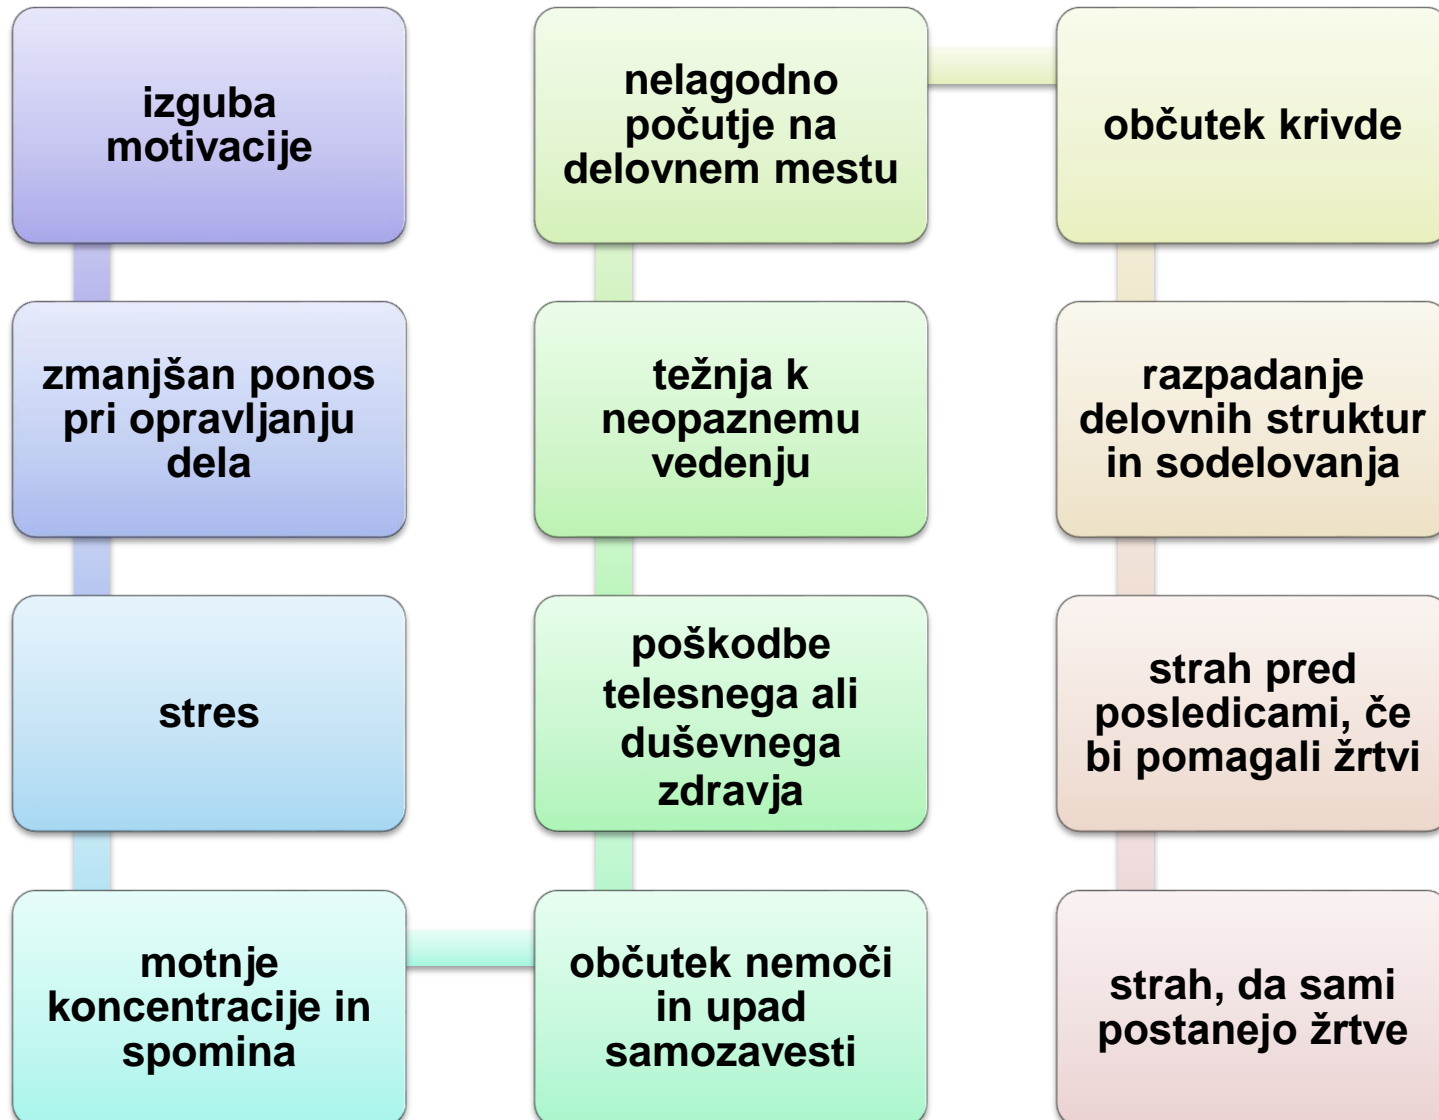 izguba
motivacije
zmanjšan ponos
pri opravljanju
dela
stres
motnje
koncentracije in
spomina
občutek nemoči
in upad
samozavesti
poškodbe
telesnega ali
duševnega
zdravja
težnja k
neopaznemu
vedenju
nelagodno
počutje na
delovnem mestu
občutek krivde
razpadanje
delovnih struktur
in sodelovanja
strah pred
posledicami, če
bi pomagali žrtvi
strah, da sami
postanejo žrtve